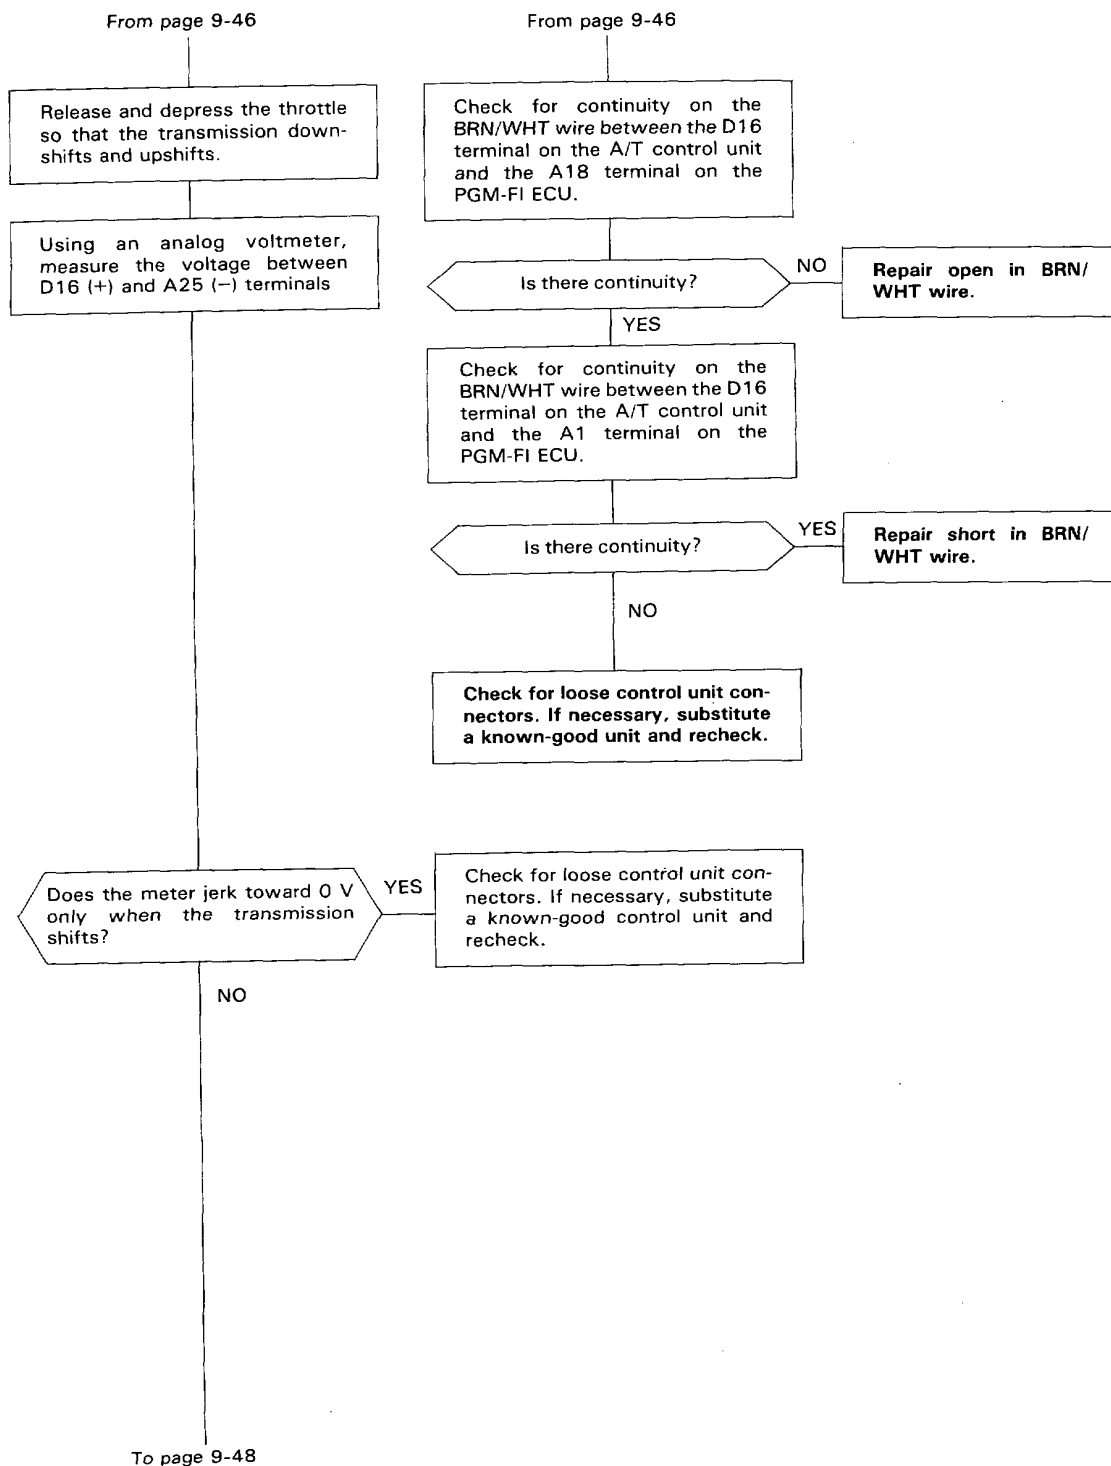 From page 9-46
Release and depress the throttle
so that the transmission down-
shifts and upshifts.
Using an analog voltmeter,
measure the voltage between
D16 (+) and A25 (−) terminals
Does the meter jerk toward 0 V
only when the transmission
shifts?
YES
Check for loose control unit con-
nectors. If necessary, substitute
a known-good control unit and
recheck.
NO
To page 9-48
From page 9-46
Check for continuity on the
BRN/WHT wire between the D16
terminal on the A/T control unit
and the A18 terminal on the
PGM-FI ECU.
Is there continuity?
NO
Repair open in BRN/
WHT wire.
YES
Check for continuity on the
BRN/WHT wire between the D16
terminal on the A/T control unit
and the A1 terminal on the
PGM-FI ECU.
Is there continuity?
YES
Repair short in BRN/
WHT wire.
NO
Check for loose control unit con-
nectors. If necessary, substitute
a known-good unit and recheck.